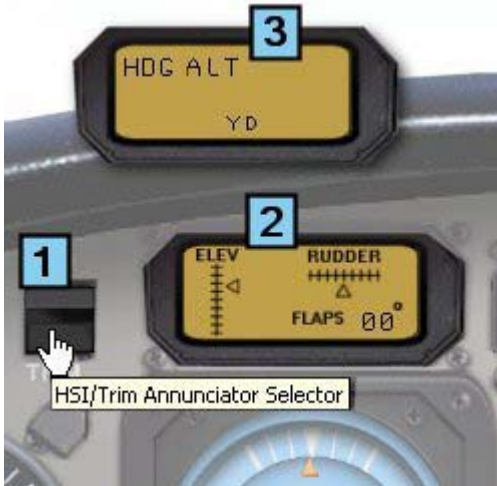 3
HDG ALT
YD
2
ELEV RUDDER
FLAPS 00°
1
HSI/Trim Annunciator Selector